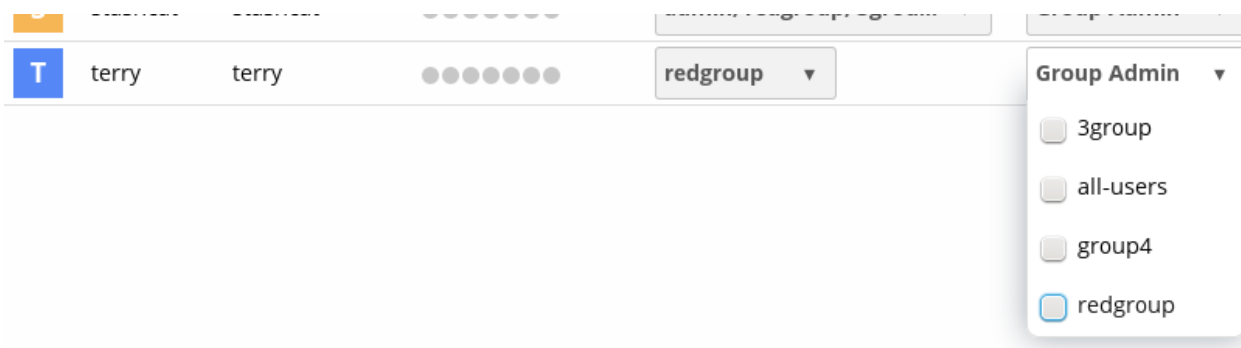 T terry terry ●●●●●●● redgroup ▼ Group Admin ▼
3group
all-users
group4
redgroup